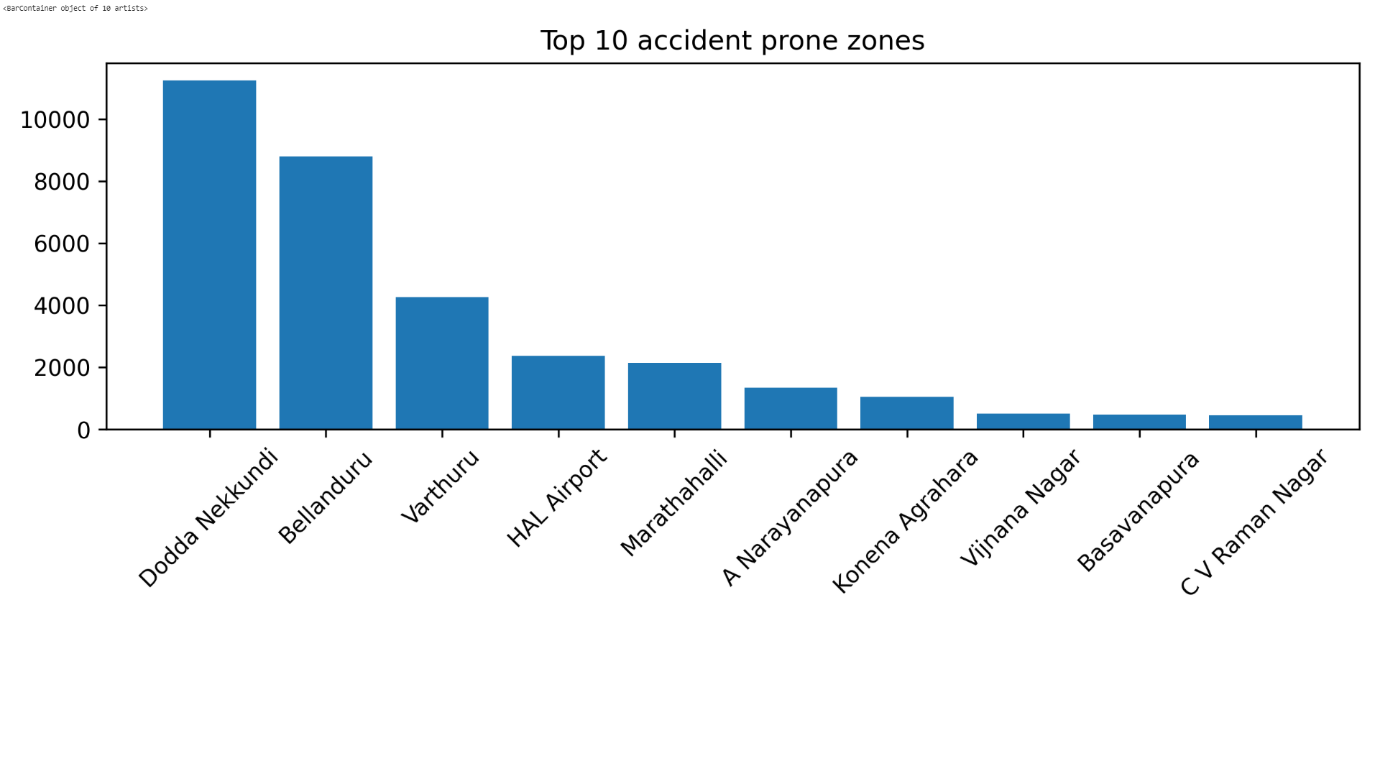 <BarContainer object of 10 artists>
Top 10 accident prone zones
10000
8000
6000
4000
2000
0
Dodda Nekkundi
Bellanduru
Varthuru
HAL Airport
Marathahalli
A Narayanapura
Konena Agrahara
Vijnana Nagar
Basavanapura
C V Raman Nagar